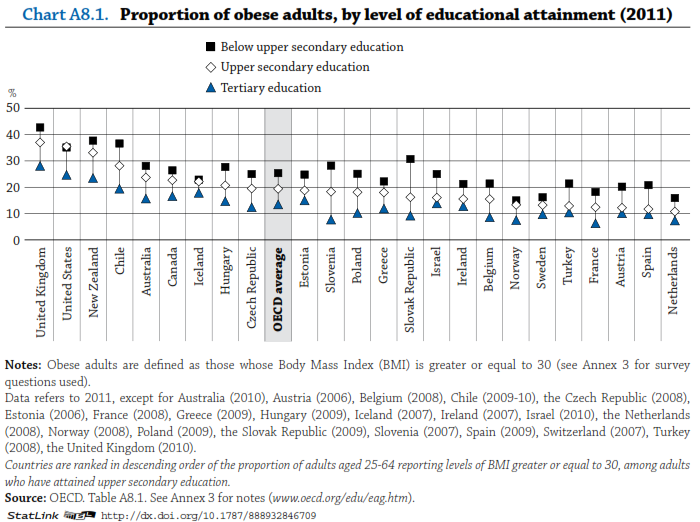 Chart A8.1. Proportion of obese adults, by level of educational attainment (2011)
Below upper secondary education
Upper secondary education
Tertiary education
%
50
40
30
20
10
0
United Kingdom
United States
New Zealand
Chile
Australia
Canada
Iceland
Hungary
Czech Republic
OECD average
Estonia
Slovenia
Poland
Greece
Slovak Republic
Israel
Ireland
Belgium
Norway
Sweden
Turkey
France
Austria
Spain
Netherlands
Notes: Obese adults are defined as those whose Body Mass Index (BMI) is greater or equal to 30 (see Annex 3 for survey
questions used).
Data refers to 2011, except for Australia (2010), Austria (2006), Belgium (2008), Chile (2009-10), the Czech Republic (2008),
Estonia (2006), France (2008), Greece (2009), Hungary (2009), Iceland (2007), Ireland (2007), Israel (2010), the Netherlands
(2008), Norway (2008), Poland (2009), the Slovak Republic (2009), Slovenia (2007), Spain (2009), Switzerland (2007), Turkey
(2008), the United Kingdom (2010).
Countries are ranked in descending order of the proportion of adults aged 25-64 reporting levels of BMI greater or equal to 30, among adults
who have attained upper secondary education.
Source: OECD. Table A8.1. See Annex 3 for notes (www.oecd.org/edu/eag.htm).
StatLink http://dx.doi.org/10.1787/888932846709